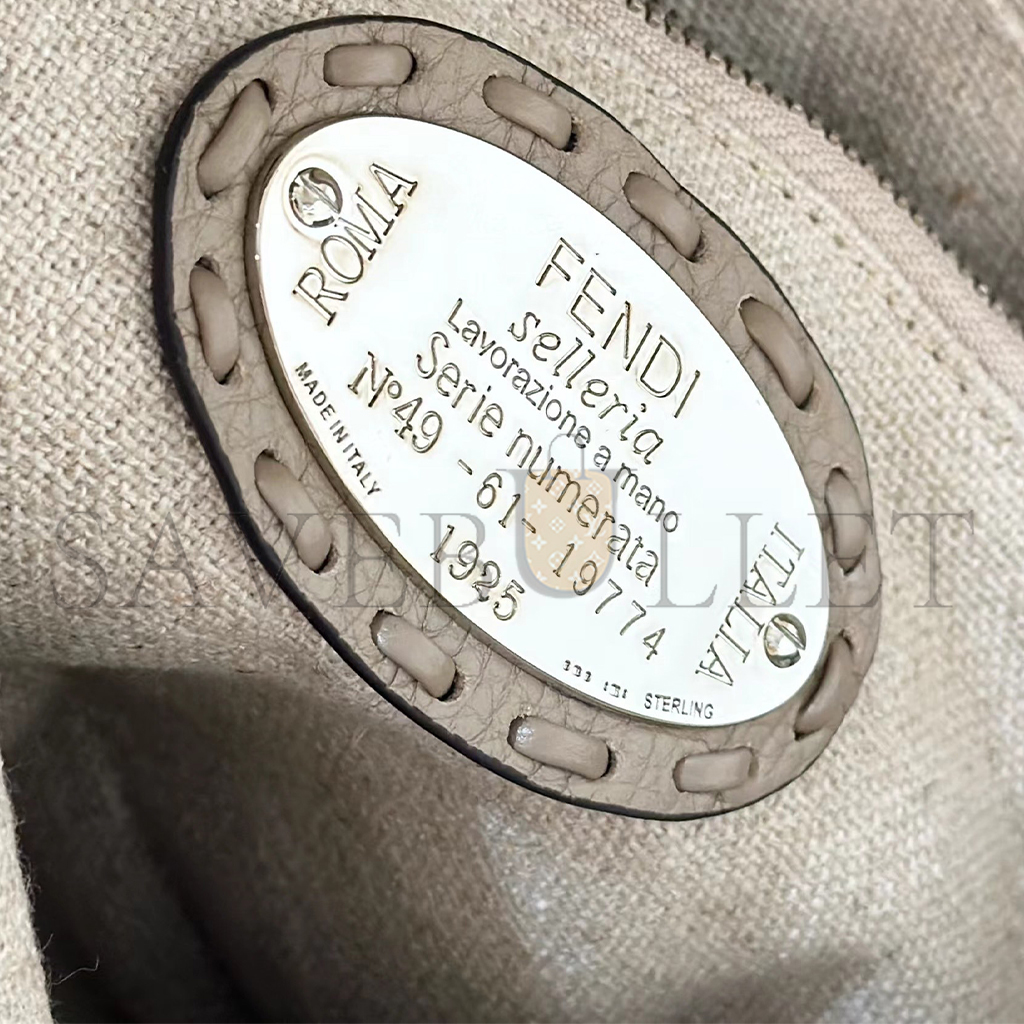 ROMA
FENDI
selleria
Lavorazione a mano
Serie numerata
Nº49 - 61- 19774
1925
MADE IN ITALY
ITALIA
STERLING
SAVEBULLET